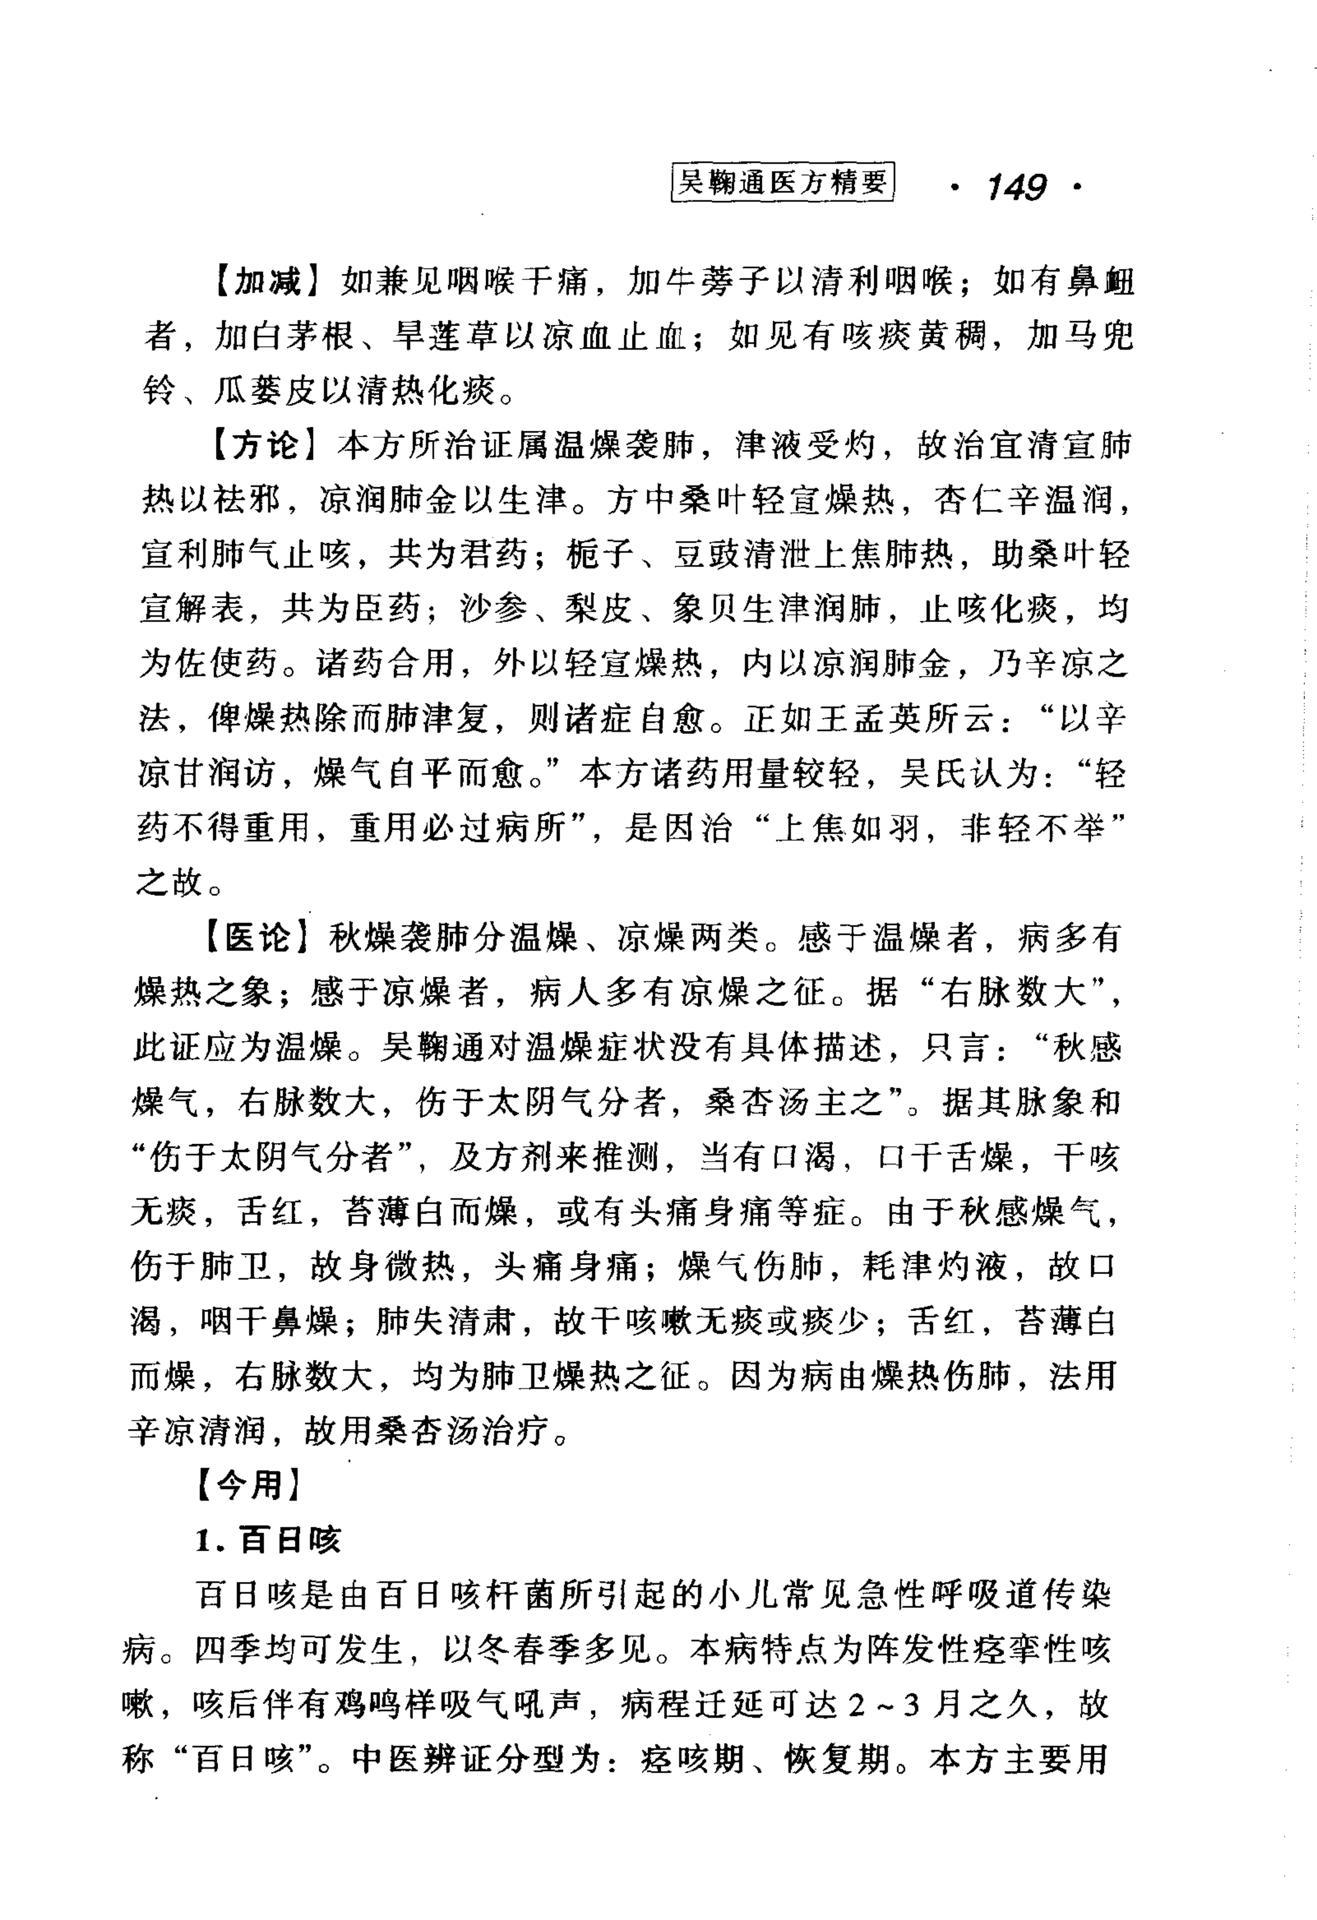 吴鞠通医方精要 · 149 ·
【加减】如兼见咽喉干痛，加牛蒡子以清利咽喉；如有鼻衄
者，加白茅根、旱莲草以凉血止血；如见有咳痰黄稠，加马兜
铃、瓜蒌皮以清热化痰。
【方论】本方所治证属温燥袭肺，津液受灼，故治宜清宣肺
热以祛邪，凉润肺金以生津。方中桑叶轻宣燥热，杏仁辛温润，
宣利肺气止咳，共为君药；栀子、豆豉清泄上焦肺热，助桑叶轻
宣解表，共为臣药；沙参、梨皮、象贝生津润肺，止咳化痰，均
为佐使药。诸药合用，外以轻宣燥热，内以凉润肺金，乃辛凉之
法，俾燥热除而肺津复，则诸症自愈。正如王孟英所云：“以辛
凉甘润访，燥气自平而愈。”本方诸药用量较轻，吴氏认为：“轻
药不得重用，重用必过病所”，是因治“上焦如羽，非轻不举”
之故。
【医论】秋燥袭肺分温燥、凉燥两类。感于温燥者，病多有
燥热之象；感于凉燥者，病人多有凉燥之征。据“右脉数大”，
此证应为温燥。吴鞠通对温燥症状没有具体描述，只言：“秋感
燥气，右脉数大，伤于太阴气分者，桑杏汤主之”。据其脉象和
“伤于太阴气分者”，及方剂来推测，当有口渴，口干舌燥，干咳
无痰，舌红，苔薄白而燥，或有头痛身痛等症。由于秋感燥气，
伤于肺卫，故身微热，头痛身痛；燥气伤肺，耗津灼液，故口
渴，咽干鼻燥；肺失清肃，故干咳嗽无痰或痰少；舌红，苔薄白
而燥，右脉数大，均为肺卫燥热之征。因为病由燥热伤肺，法用
辛凉清润，故用桑杏汤治疗。
【今用】
1. 百日咳
百日咳是由百日咳杆菌所引起的小儿常见急性呼吸道传染
病。四季均可发生，以冬春季多见。本病特点为阵发性痉挛性咳
嗽，咳后伴有鸡鸣样吸气吼声，病程迁延可达2～3月之久，故
称“百日咳”。中医辨证分型为：痉咳期、恢复期。本方主要用